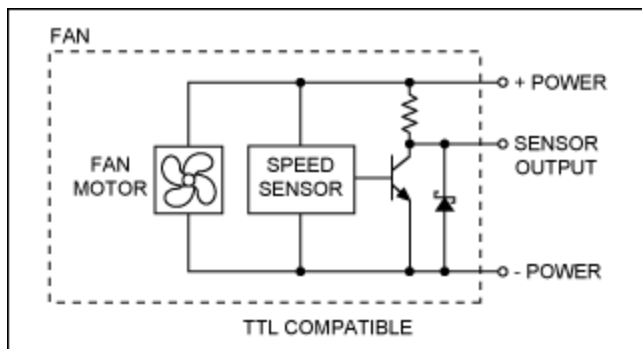 FAN
+ POWER
SENSOR
OUTPUT
FAN
MOTOR
SPEED
SENSOR
- POWER
TTL COMPATIBLE